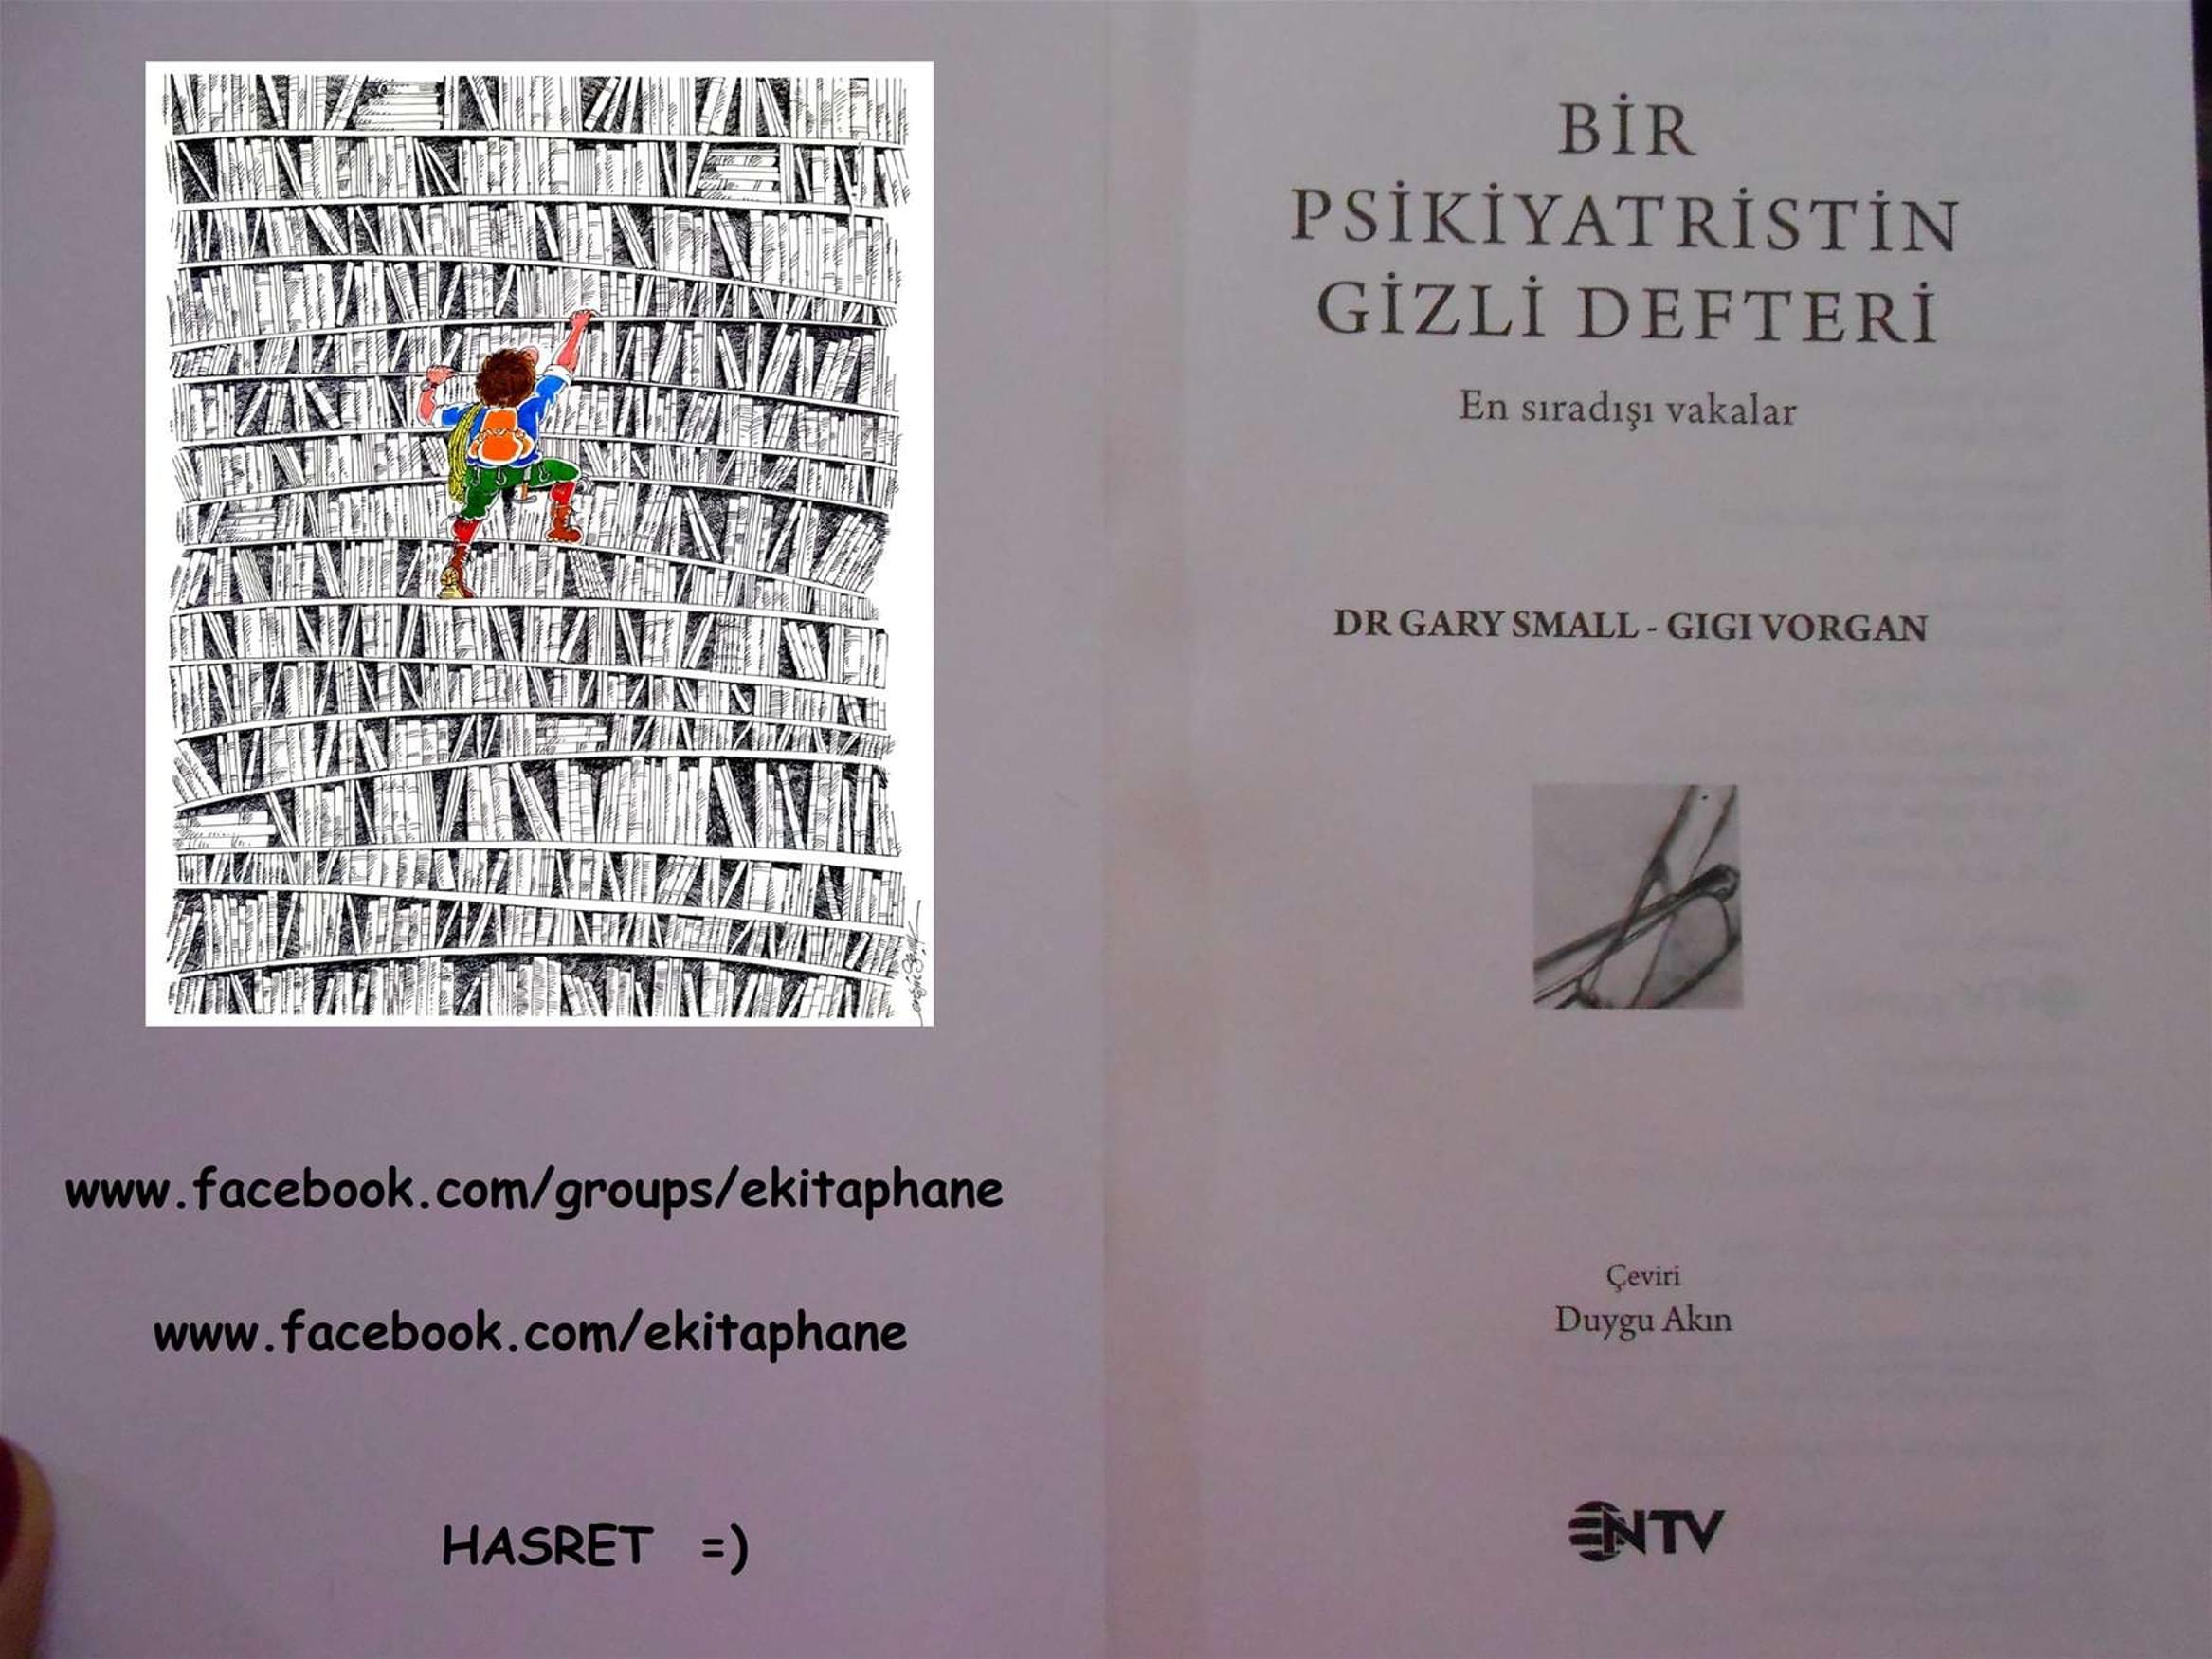 www.facebook.com/groups/ekitaphane
www.facebook.com/ekitaphane
HASRET =)
BİR
PSİKİYATRİSTİN
GİZLİ DEFTERİ
En sıradışı vakalar
DR GARY SMALL - GIGI VORGAN
Çeviri
Duygu Akın
NTV